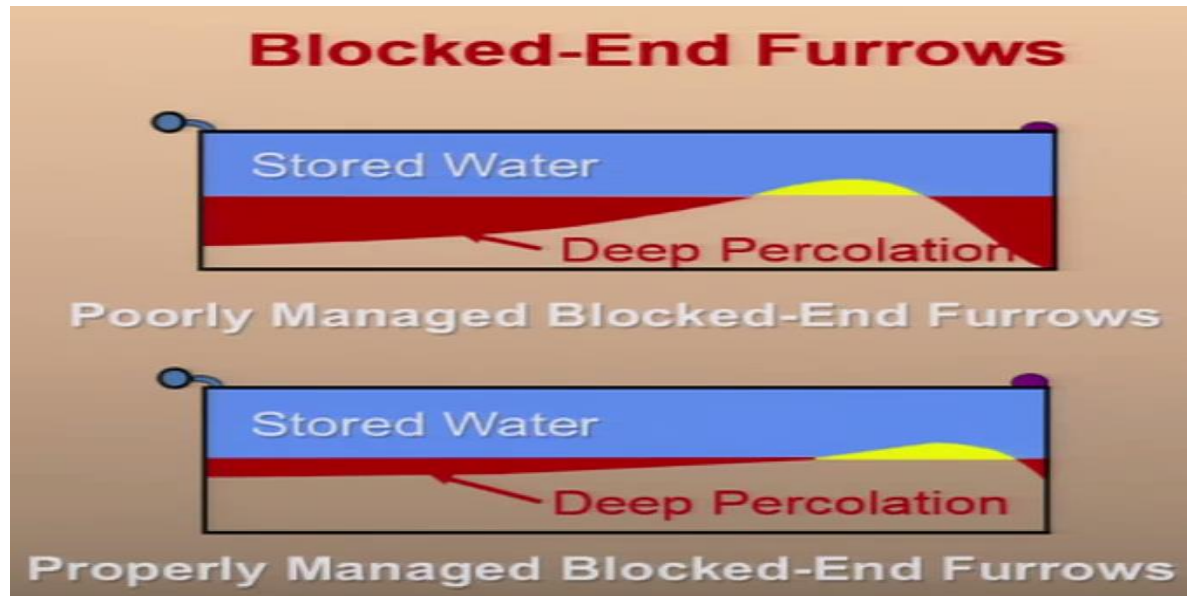 Blocked-End Furrows
Stored Water
Deep Percolation
Poorly Managed Blocked-End Furrows
Stored Water
Deep Percolation
Properly Managed Blocked-End Furrows